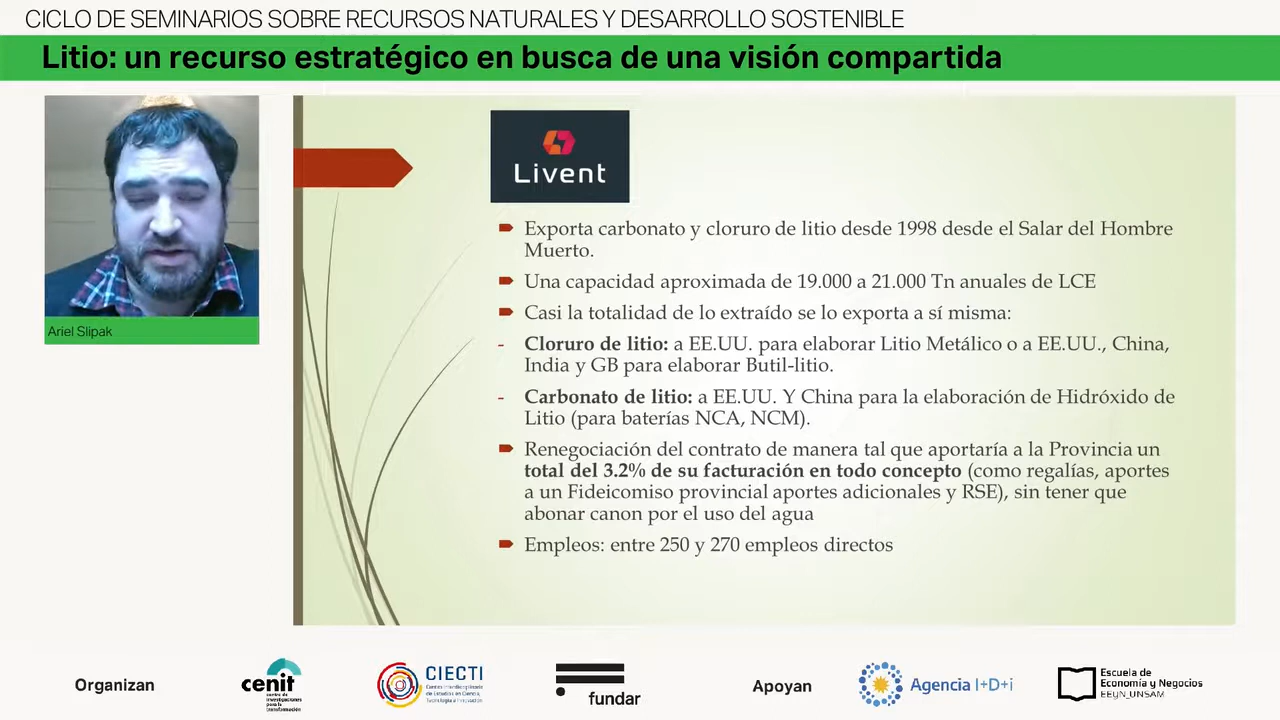 CICLO DE SEMINARIOS SOBRE RECURSOS NATURALES Y DESARROLLO SOSTENIBLE
Litio: un recurso estratégico en busca de una visión compartida
Ariel Slipak
Livent
Exporta carbonato y cloruro de litio desde 1998 desde el Salar del Hombre
Muerto.
Una capacidad aproximada de 19.000 a 21.000 Tn anuales de LCE
Casi la totalidad de lo extraído se lo exporta a sí misma:
- Cloruro de litio: a EE.UU. para elaborar Litio Metálico o a EE.UU., China,
India y GB para elaborar Butil-litio.
- Carbonato de litio: a EE.UU. Y China para la elaboración de Hidróxido de
Litio (para baterías NCA, NCM).
Renegociación del contrato de manera tal que aportaría a la Provincia un
total del 3.2% de su facturación en todo concepto (como regalías, aportes
a un Fideicomiso provincial aportes adicionales y RSE), sin tener que
abonar canon por el uso del agua
Empleos: entre 250 y 270 empleos directos
Organizan
cenit
centro de
investigaciones
para la
transformación
CIECTI
Centro Interdisciplinario
de Estudios en Ciencia,
Tecnología e Innovación
fundar
Apoyan
Agencia I+D+i
Escuela de
Economía y Negocios
EEyN_UNSAM